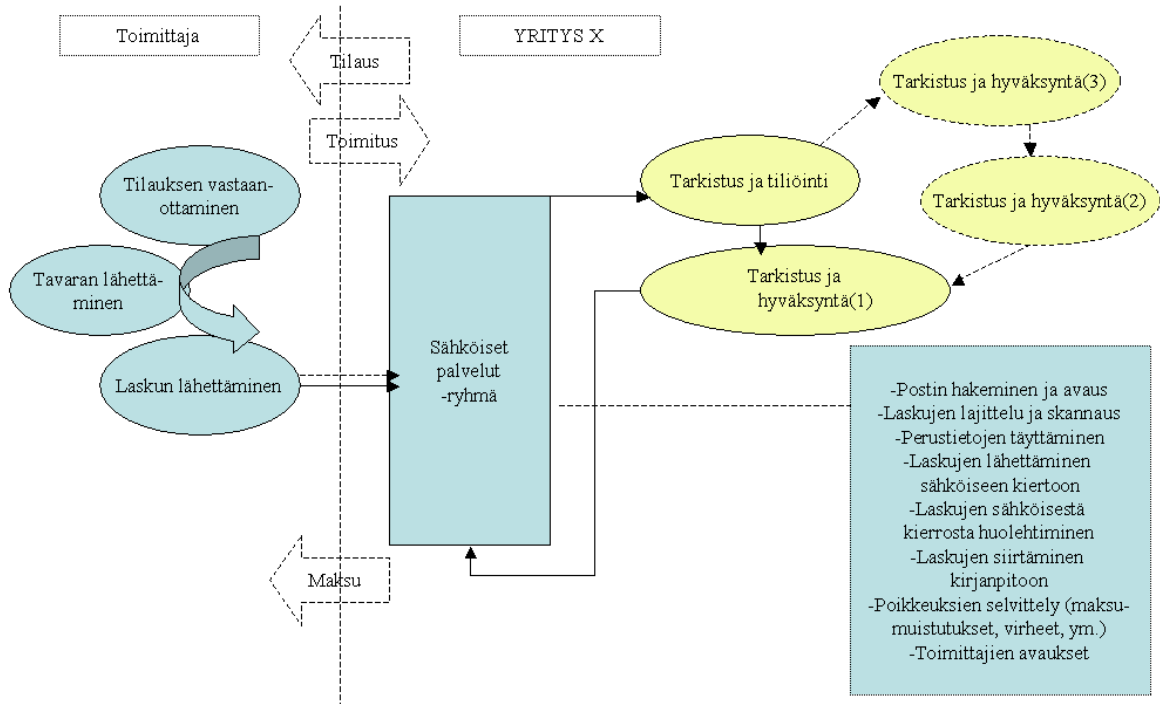 Toimittaja
YRITYS X
Tilaus
Toimitus
Tarkistus ja hyväksyntä(3)
Tarkistus ja tiliöinti
Tarkistus ja hyväksyntä(2)
Tarkistus ja
hyväksyntä(1)
Tilauksen vastaan-
ottaminen
Tavaran lähettä-
minen
Laskun lähettäminen
Sähköiset
palvelut
-ryhmä
Maksu
-Postin hakeminen ja avaus
-Laskujen lajittelu ja skannaus
-Perustietojen täyttäminen
-Laskujen lähettäminen
sähköiseen kiertoon
-Laskujen sähköisestä
kierrosta huolehtiminen
-Laskujen siirtäminen
kirjanpitoon
-Poikkeuksien selvittely (maksu-
muistutukset, virheet, ym.)
-Toimittajien avaukset